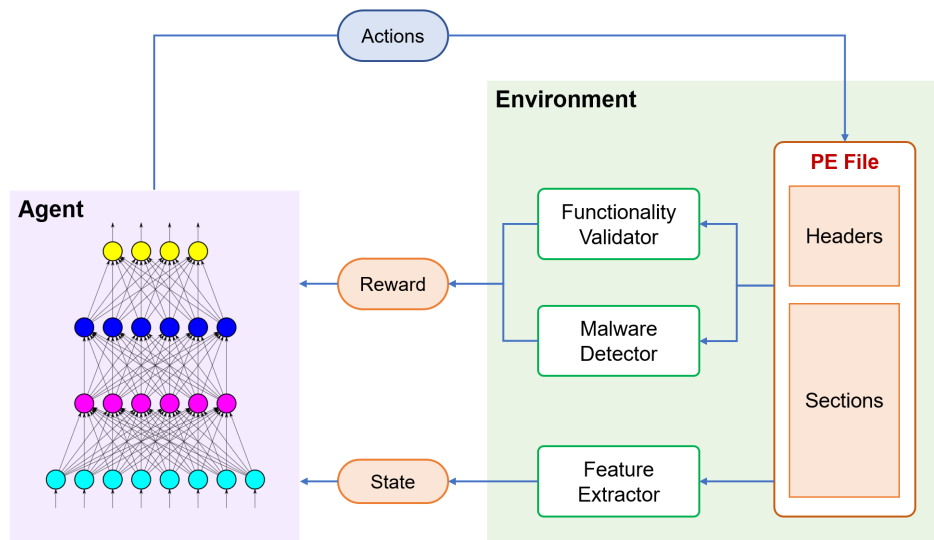 Actions
Environment
PE File
Agent
Functionality
Validator
Headers
Reward
Malware
Detector
Sections
State
Feature
Extractor